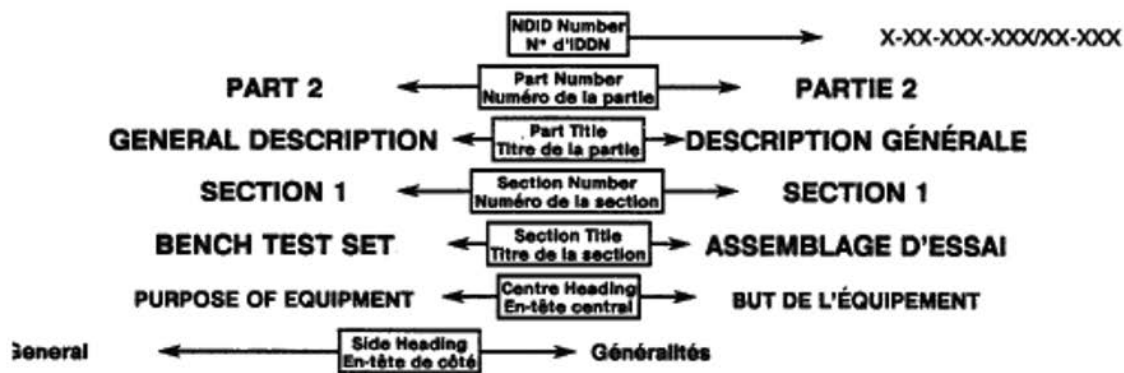 NDID Number
N° d'IDDN
X-XX-XXX-XXX/XX-XXX
PART 2
Part Number
Numéro de la partie
PARTIE 2
GENERAL DESCRIPTION
Part Title
Titre de la partie
DESCRIPTION GÉNÉRALE
SECTION 1
Section Number
Numéro de la section
SECTION 1
BENCH TEST SET
Section Title
Titre de la section
ASSEMBLAGE D'ESSAI
PURPOSE OF EQUIPMENT
Centre Heading
En-tête central
BUT DE L'ÉQUIPEMENT
General
Side Heading
En-tête de côté
Généralités